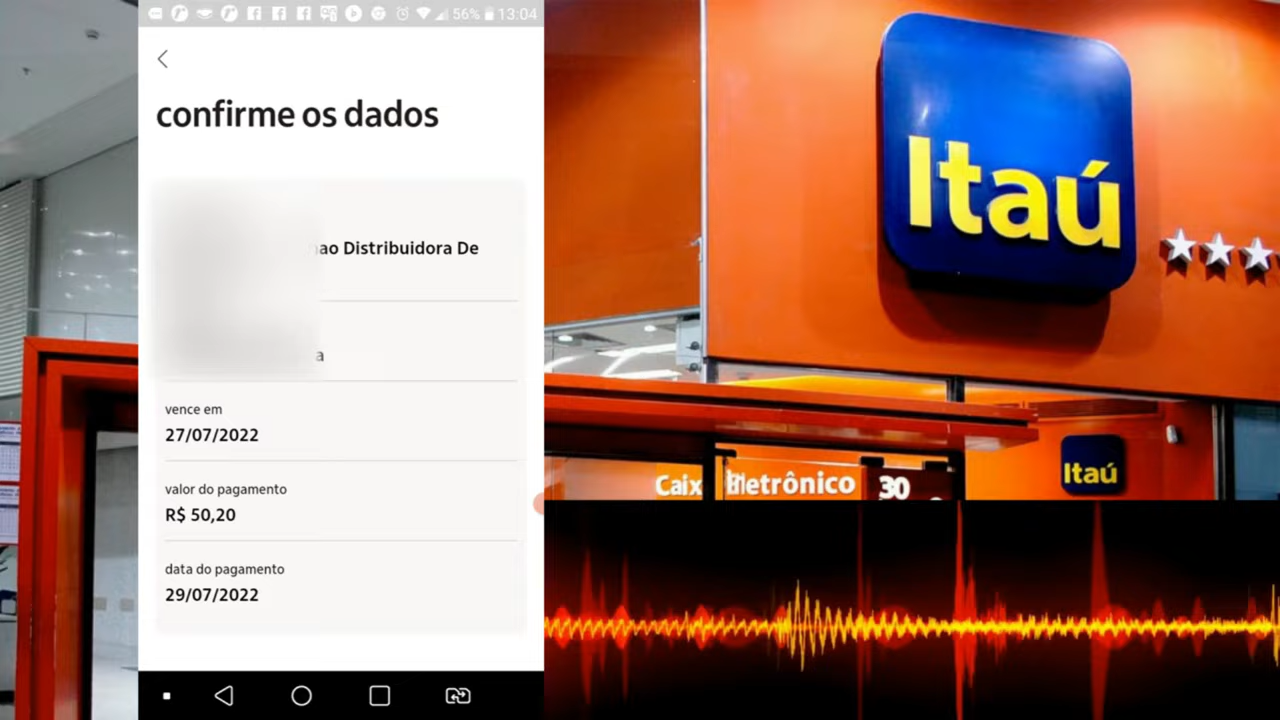 56% 13:04
confirme os dados
ao Distribuidora De
a
vence em
27/07/2022
valor do pagamento
R$ 50,20
data do pagamento
29/07/2022
Itaú
Itaú
Eletrônico
30